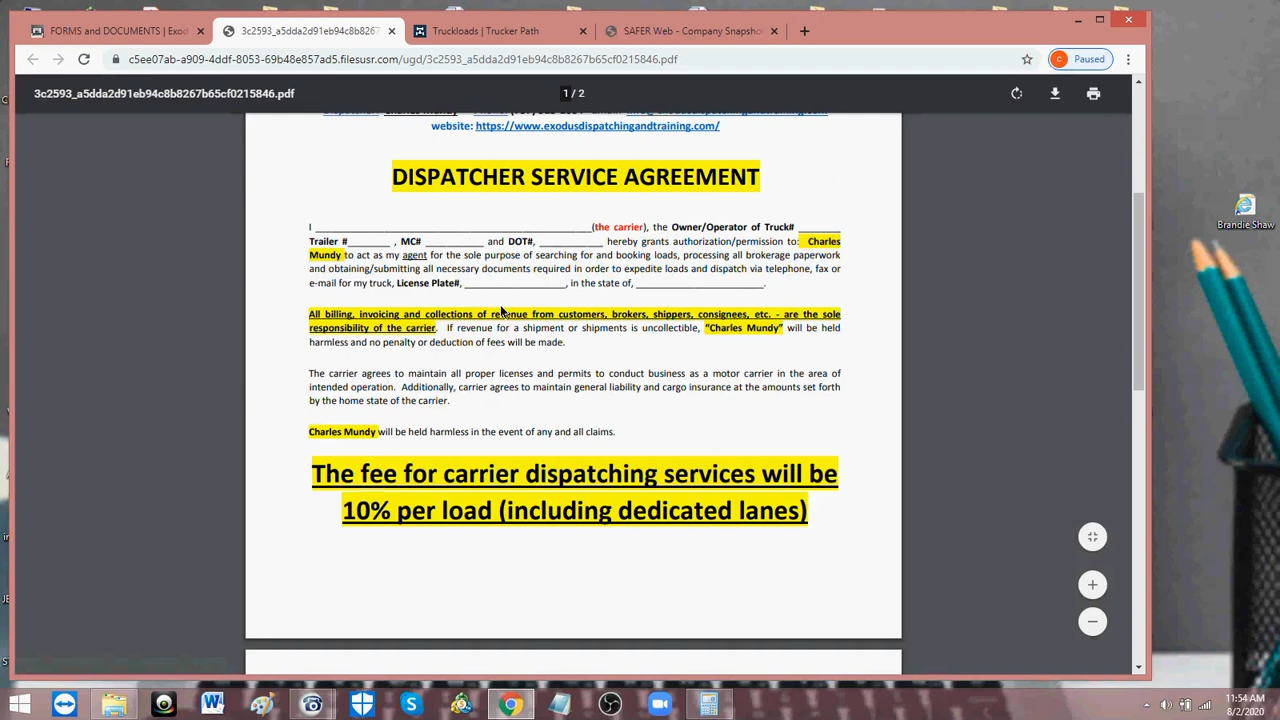 FORMS and DOCUMENTS | Exod
3c2593_a5dda2d91eb94c8b8267
Truckloads | Trucker Path
SAFER Web - Company Snapshot
c5ee07ab-a909-4ddf-8053-69b48e857ad5.filesusr.com/ugd/3c2593_a5dda2d91eb94c8b8267b65cf0215846.pdf
C
Paused
3c2593_a5dda2d91eb94c8b8267b65cf0215846.pdf
1 / 2
website: https://www.exodusdispatchingandtraining.com/
DISPATCHER SERVICE AGREEMENT
I ______________________________(the carrier), the Owner/Operator of Truck# _______
Trailer #_______ , MC# _________ and DOT#, __________ hereby grants authorization/permission to: Charles
Mundy to act as my agent for the sole purpose of searching for and booking loads, processing all brokerage paperwork
and obtaining/submitting all necessary documents required in order to expedite loads and dispatch via telephone, fax or
e-mail for my truck, License Plate#, ________________, in the state of, ____________________.
All billing, invoicing and collections of revenue from customers, brokers, shippers, consignees, etc. - are the sole
responsibility of the carrier. If revenue for a shipment or shipments is uncollectible, “Charles Mundy” will be held
harmless and no penalty or deduction of fees will be made.
The carrier agrees to maintain all proper licenses and permits to conduct business as a motor carrier in the area of
intended operation. Additionally, carrier agrees to maintain general liability and cargo insurance at the amounts set forth
by the home state of the carrier.
Charles Mundy will be held harmless in the event of any and all claims.
The fee for carrier dispatching services will be
10% per load (including dedicated lanes)
Brandie Shaw
11:54 AM
8/2/2020